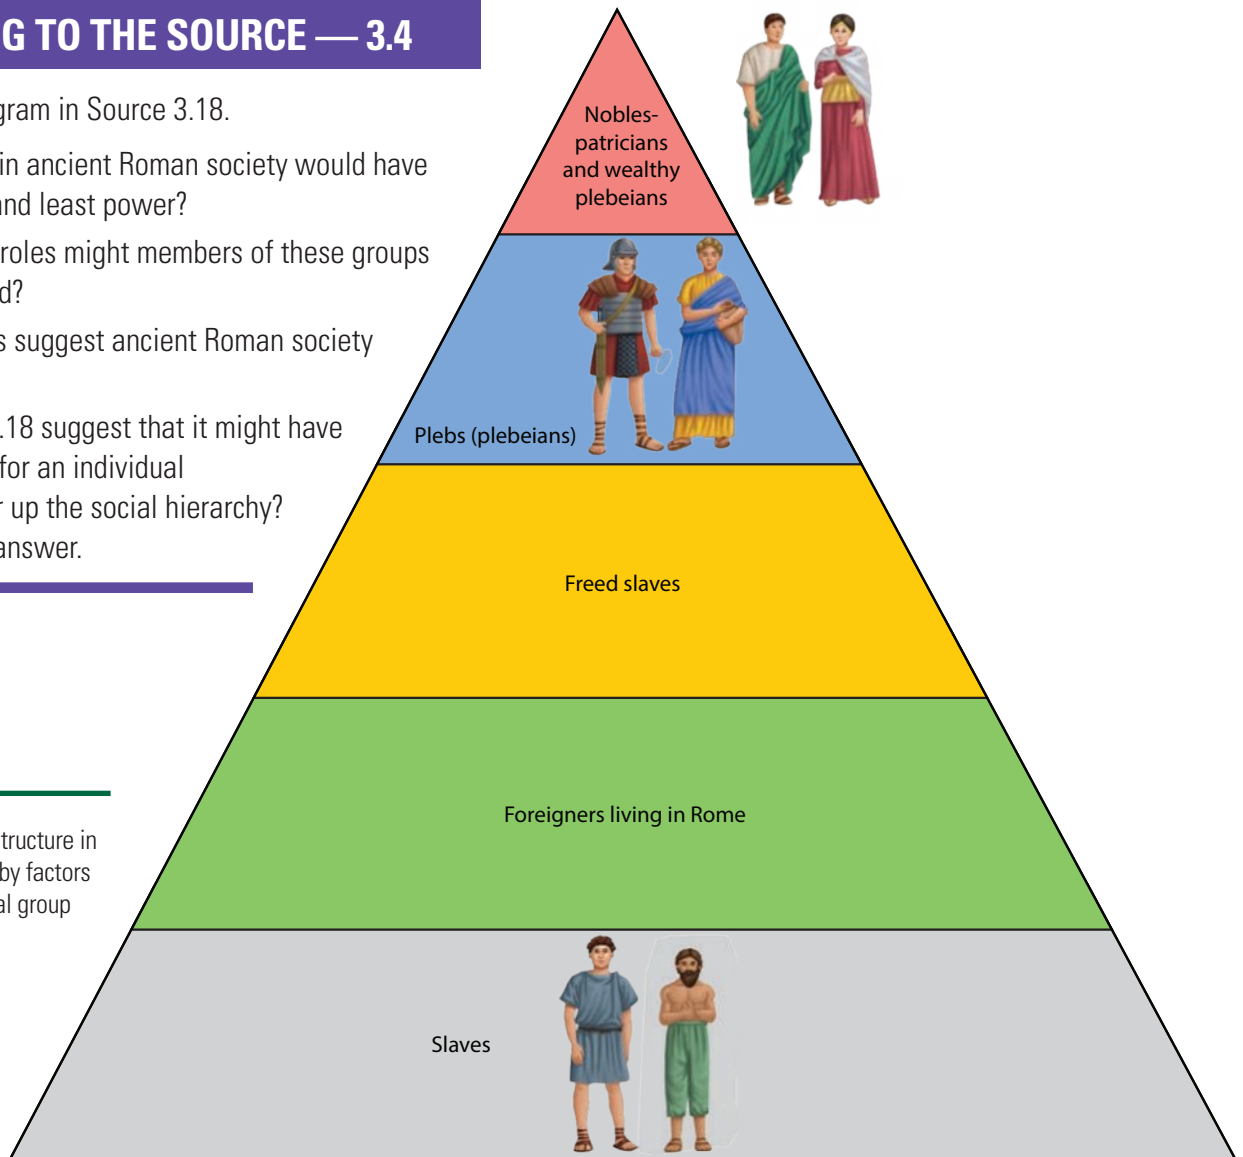 G TO THE SOURCE — 3.4
gram in Source 3.18.
in ancient Roman society would have
and least power?
roles might members of these groups
d?
s suggest ancient Roman society
.18 suggest that it might have
for an individual
r up the social hierarchy?
answer.
tructure in
by factors
al group
Nobles-
patricians
and wealthy
plebeians
Plebs (plebeians)
Freed slaves
Foreigners living in Rome
Slaves